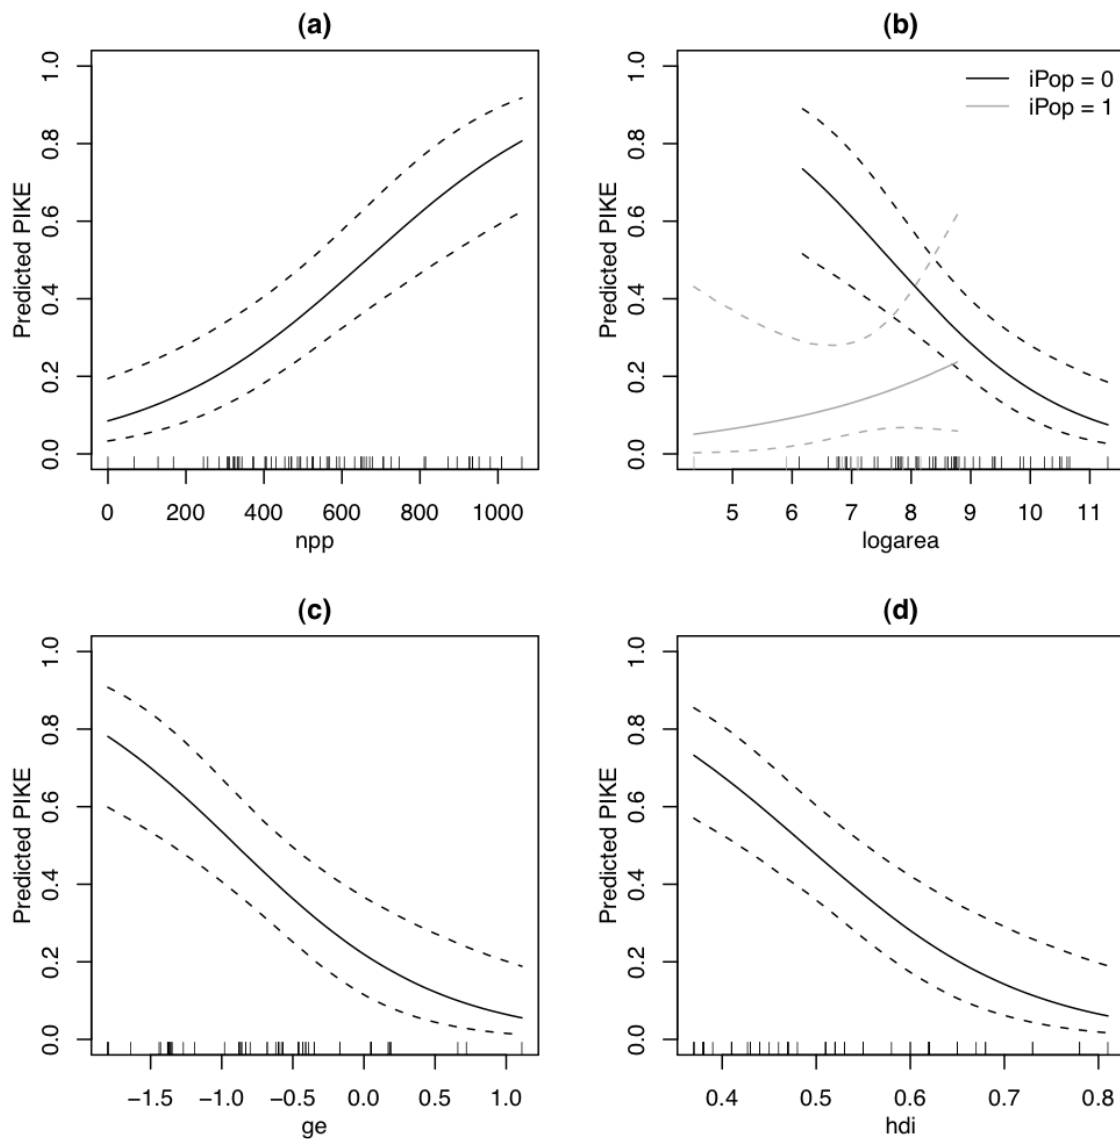 (a)
Predicted PIKE
0.0 0.2 0.4 0.6 0.8 1.0
0 200 400 600 800 1000
npp
(b)
Predicted PIKE
0.0 0.2 0.4 0.6 0.8 1.0
iPop = 0
iPop = 1
5 6 7 8 9 10 11
logarea
(c)
Predicted PIKE
0.0 0.2 0.4 0.6 0.8 1.0
−1.5 −1.0 −0.5 0.0 0.5 1.0
ge
(d)
Predicted PIKE
0.0 0.2 0.4 0.6 0.8 1.0
0.4 0.5 0.6 0.7 0.8
hdi